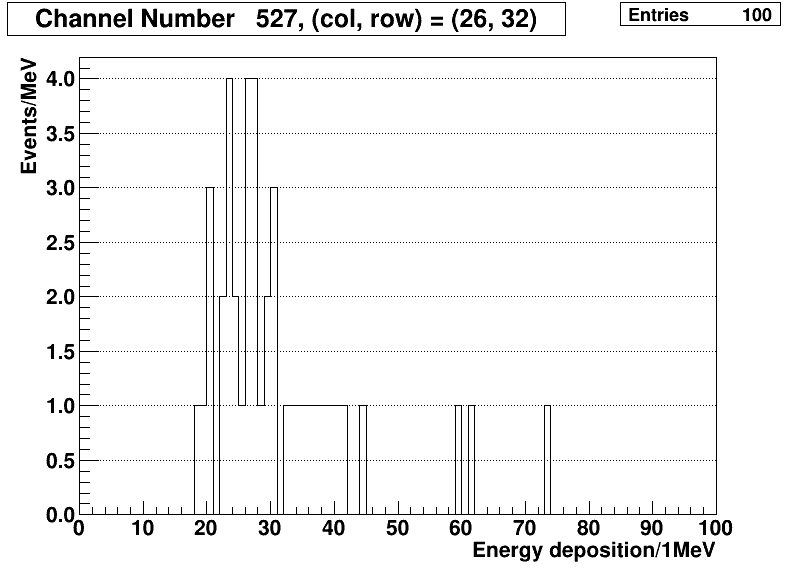 Channel Number 527, (col, row) = (26, 32)
Entries 100
Events/MeV
4.0
3.5
3.0
2.5
2.0
1.5
1.0
0.5
0.0
0 10 20 30 40 50 60 70 80 90 100
Energy deposition/1MeV